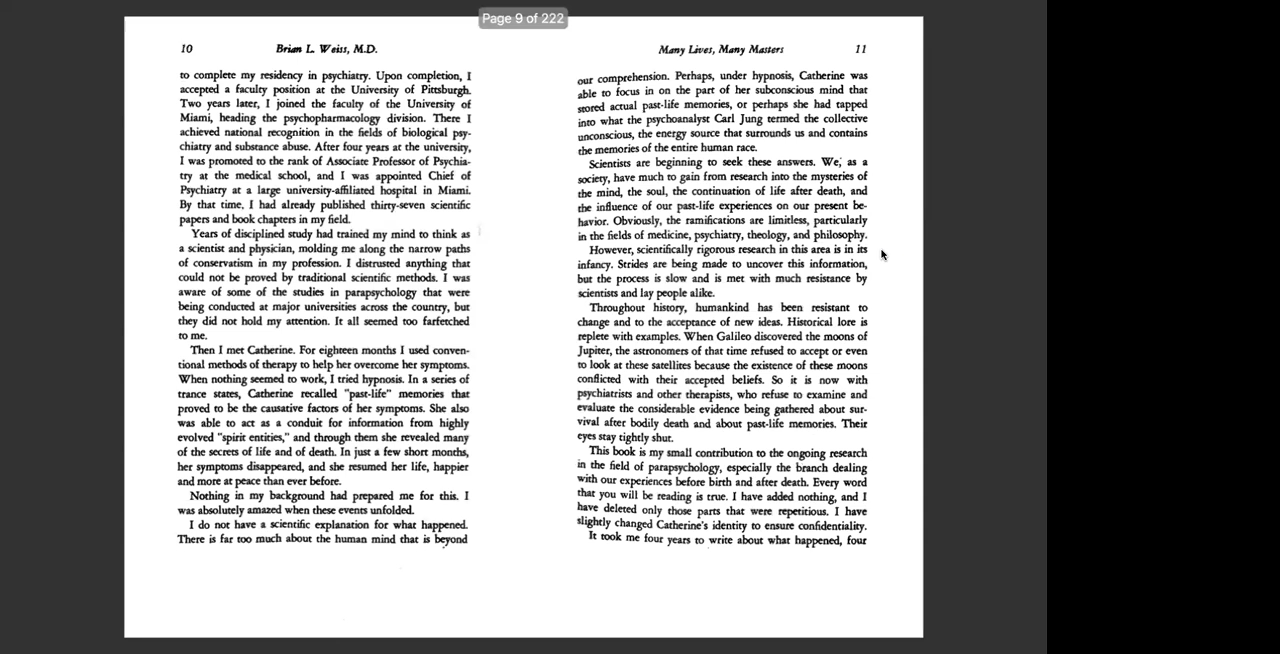 Page 9 of 222
10 Brian L. Weiss, M.D.
to complete my residency in psychiatry. Upon completion, I
accepted a faculty position at the University of Pittsburgh.
Two years later, I joined the faculty of the University of
Miami, heading the psychopharmacology division. There I
achieved national recognition in the fields of biological psy-
chiatry and substance abuse. After four years at the university,
I was promoted to the rank of Associate Professor of Psychia-
try at the medical school, and I was appointed Chief of
Psychiatry at a large university-affiliated hospital in Miami.
By that time, I had already published thirty-seven scientific
papers and book chapters in my field.
Years of disciplined study had trained my mind to think as
a scientist and physician, molding me along the narrow paths
of conservatism in my profession. I distrusted anything that
could not be proved by traditional scientific methods. I was
aware of some of the studies in parapsychology that were
being conducted at major universities across the country, but
they did not hold my attention. It all seemed too farfetched
to me.
Then I met Catherine. For eighteen months I used conven-
tional methods of therapy to help her overcome her symptoms.
When nothing seemed to work, I tried hypnosis. In a series of
trance states, Catherine recalled "past-life" memories that
proved to be the causative factors of her symptoms. She also
was able to act as a conduit for information from highly
evolved "spirit entities," and through them she revealed many
of the secrets of life and of death. In just a few short months,
her symptoms disappeared, and she resumed her life, happier
and more at peace than ever before.
Nothing in my background had prepared me for this. I
was absolutely amazed when these events unfolded.
I do not have a scientific explanation for what happened.
There is far too much about the human mind that is beyond
Many Lives, Many Masters 11
our comprehension. Perhaps, under hypnosis, Catherine was
able to focus in on the part of her subconscious mind that
stored actual past-life memories, or perhaps she had tapped
into what the psychoanalyst Carl Jung termed the collective
unconscious, the energy source that surrounds us and contains
the memories of the entire human race.
Scientists are beginning to seek these answers. We, as a
society, have much to gain from research into the mysteries of
the mind, the soul, the continuation of life after death, and
the influence of our past-life experiences on our present be-
havior. Obviously, the ramifications are limitless, particularly
in the fields of medicine, psychiatry, theology, and philosophy.
However, scientifically rigorous research in this area is in its
infancy. Strides are being made to uncover this information,
but the process is slow and is met with much resistance by
scientists and lay people alike.
Throughout history, humankind has been resistant to
change and to the acceptance of new ideas. Historical lore is
replete with examples. When Galileo discovered the moons of
Jupiter, the astronomers of that time refused to accept or even
to look at these satellites because the existence of these moons
conflicted with their accepted beliefs. So it is now with
psychiatrists and other therapists, who refuse to examine and
evaluate the considerable evidence being gathered about sur-
vival after bodily death and about past-life memories. Their
eyes stay tightly shut.
This book is my small contribution to the ongoing research
in the field of parapsychology, especially the branch dealing
with our experiences before birth and after death. Every word
that you will be reading is true. I have added nothing, and I
have deleted only those parts that were repetitious. I have
slightly changed Catherine's identity to ensure confidentiality.
It took me four years to write about what happened, four